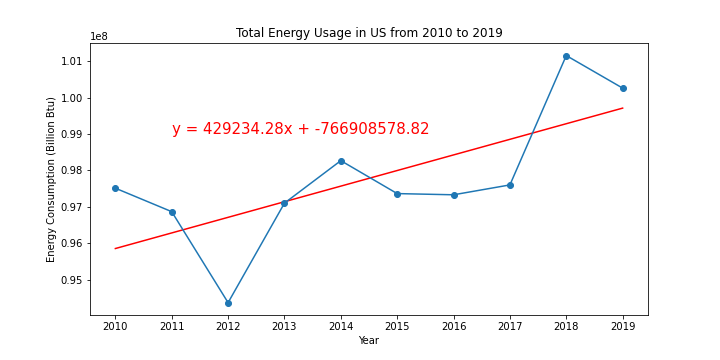 Total Energy Usage in US from 2010 to 2019
1e8
1.01
1.00
0.99
0.98
0.97
0.96
0.95
Energy Consumption (Billion Btu)
y = 429234.28x + -766908578.82
2010 2011 2012 2013 2014 2015 2016 2017 2018 2019
Year